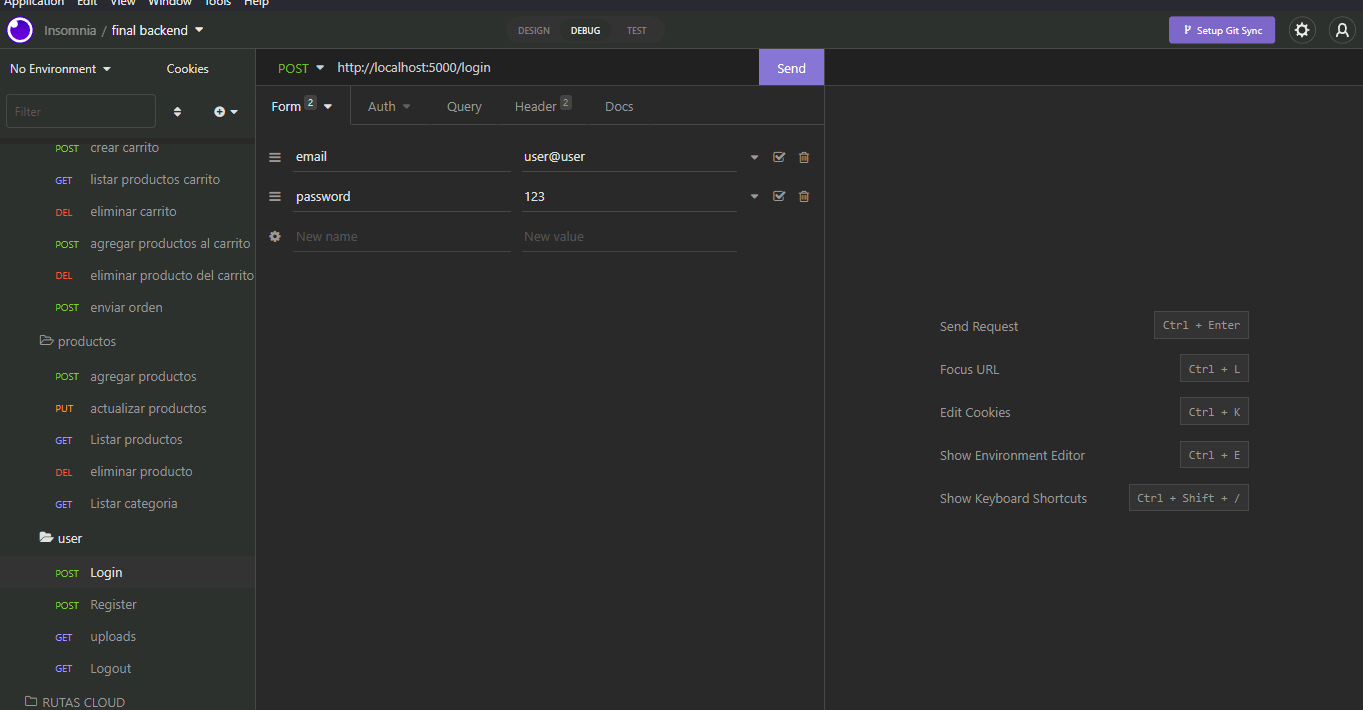 Application Edit View Window Tools Help
Insomnia / final backend
DESIGN DEBUG TEST
Setup Git Sync
No Environment Cookies
POST http://localhost:5000/login Send
Filter
Form 2 Auth Query Header 2 Docs
POST crear carrito
GET listar productos carrito
DEL eliminar carrito
POST agregar productos al carrito
DEL eliminar producto del carrito
POST enviar orden
productos
POST agregar productos
PUT actualizar productos
GET Listar productos
DEL eliminar producto
GET Listar categoria
user
POST Login
POST Register
GET uploads
GET Logout
RUTAS CLOUD
email user@user
password 123
New name New value
Send Request Ctrl + Enter
Focus URL Ctrl + L
Edit Cookies Ctrl + K
Show Environment Editor Ctrl + E
Show Keyboard Shortcuts Ctrl + Shift + /